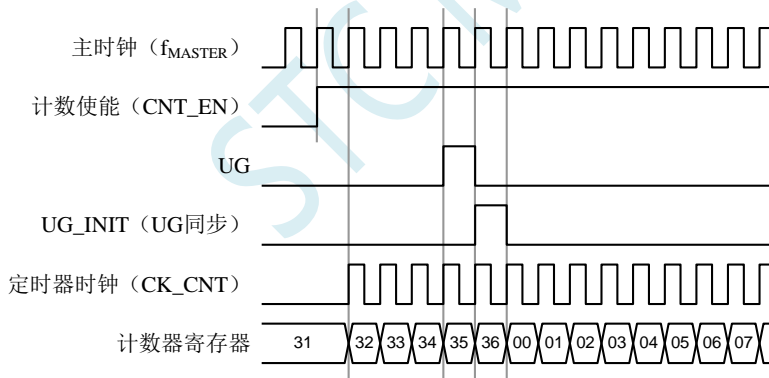 STC M
主时钟（fMASTER）
计数使能（CNT_EN）
UG
UG_INIT（UG同步）
定时器时钟（CK_CNT）
计数器寄存器 31 32 33 34 35 36 00 01 02 03 04 05 06 07